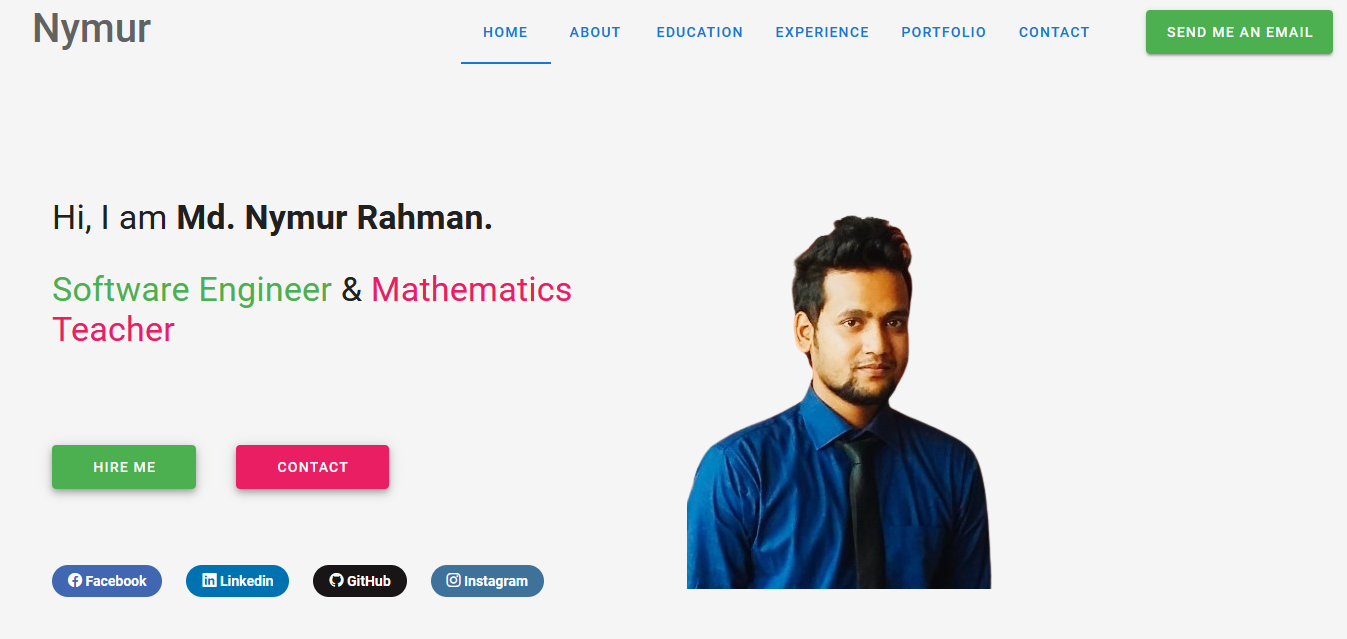 Nymur
HOME ABOUT EDUCATION EXPERIENCE PORTFOLIO CONTACT SEND ME AN EMAIL
Hi, I am Md. Nymur Rahman.
Software Engineer & Mathematics
Teacher
HIRE ME CONTACT
Facebook Linkedin GitHub Instagram